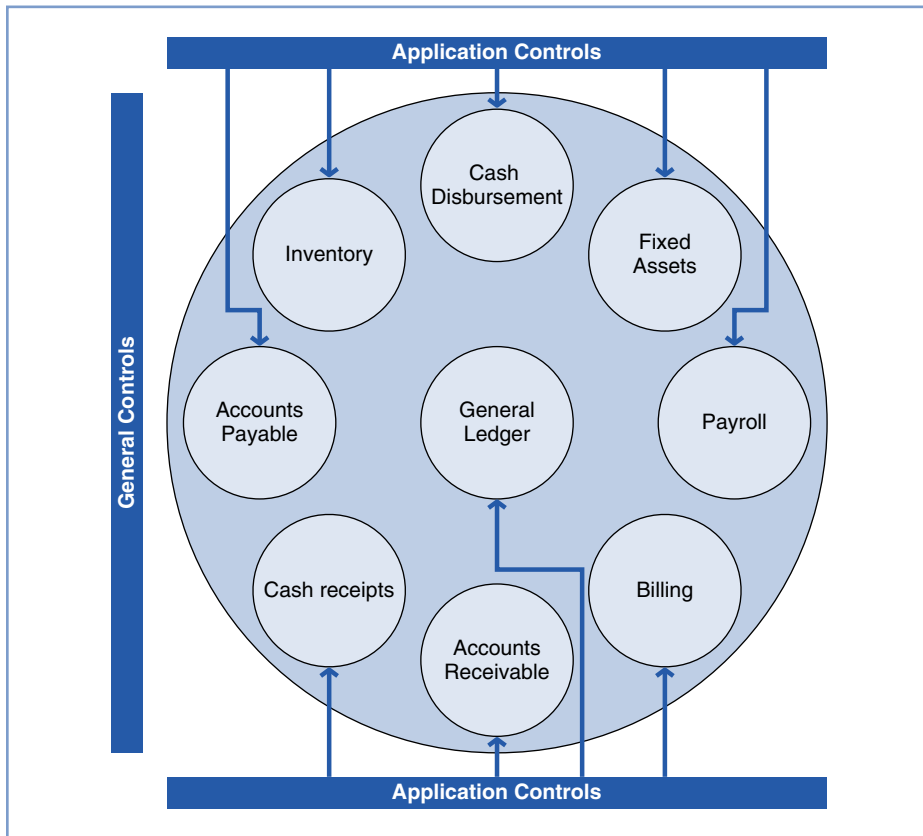 Application Controls
General Controls
Cash
Disbursement
Inventory
Fixed
Assets
Accounts
Payable
General
Ledger
Payroll
Cash receipts
Billing
Accounts
Receivable
Application Controls